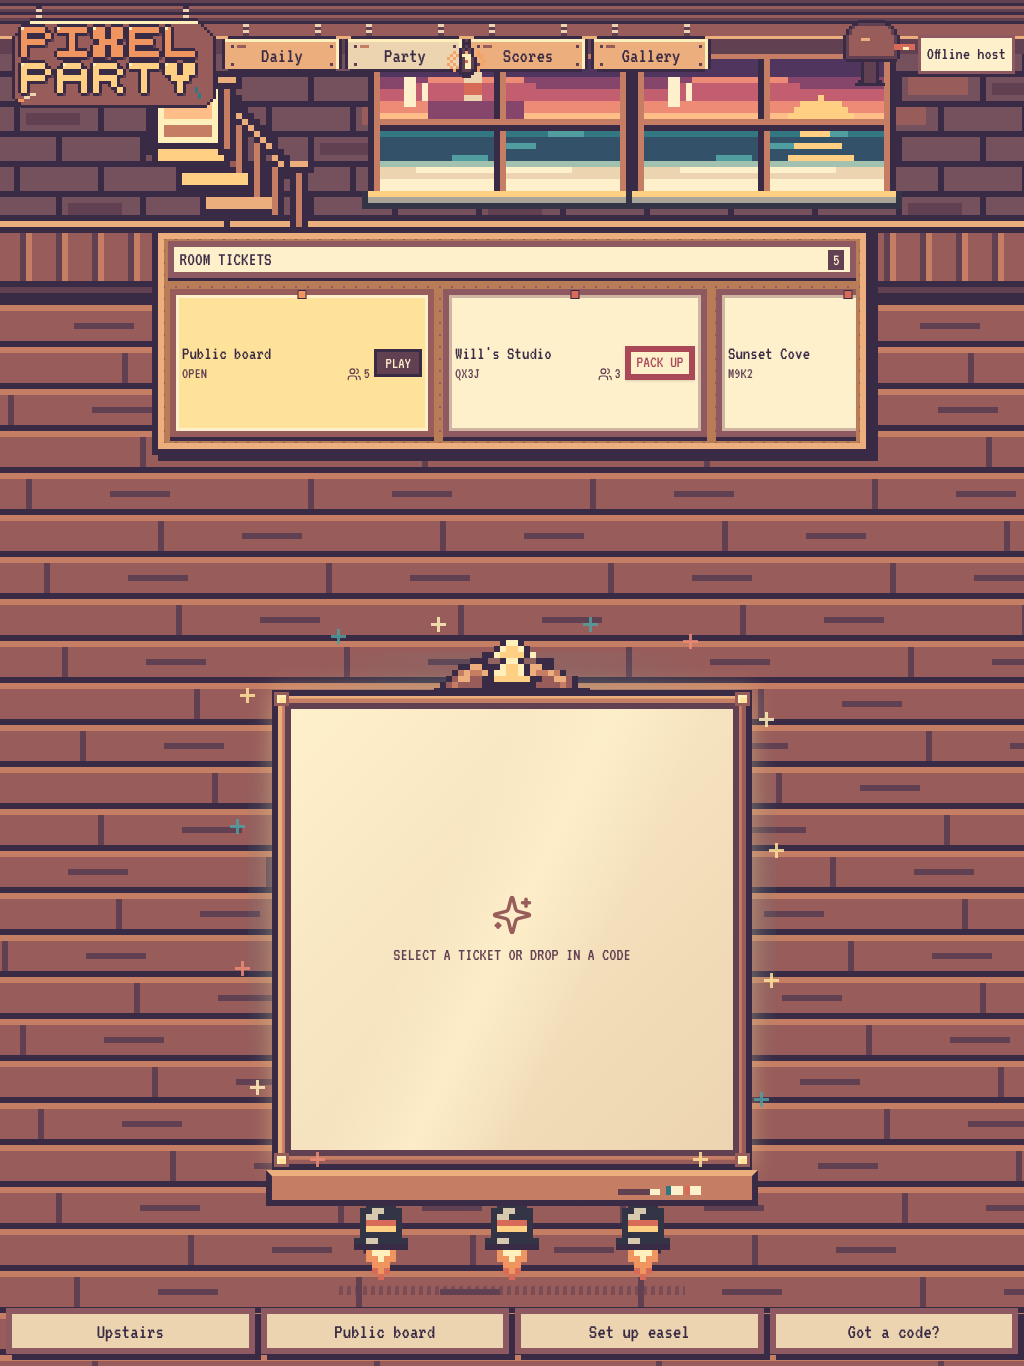 PIXEL
PARTY
Daily
Party
Scores
Gallery
Offline host
ROOM TICKETS
5
Public board
OPEN
5
PLAY
Will's Studio
QX3J
3
PACK UP
Sunset Cove
M9K2
SELECT A TICKET OR DROP IN A CODE
Upstairs
Public board
Set up easel
Got a code?